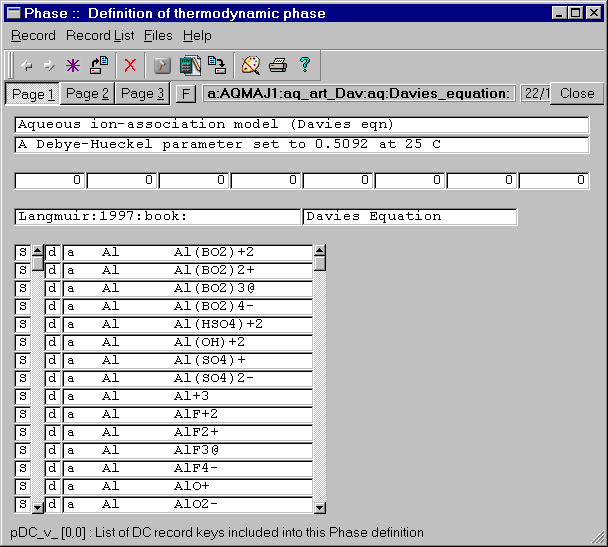 Phase :: Definition of thermodynamic phase
Record Record List Files Help
Page 1 Page 2 Page 3 F a:AQMAJ1:aq_art_Dav:aq:Davies_equation: 22/1 Close
Aqueous ion-association model (Davies eqn)
A Debye-Hueckel parameter set to 0.5092 at 25 C
0 0 0 0 0 0 0 0
Langmuir:1997:book: Davies Equation
S d a Al Al(BO2)+2
S d a Al Al(BO2)2+
S d a Al Al(BO2)3@
S d a Al Al(BO2)4-
S d a Al Al(HSO4)+2
S d a Al Al(OH)+2
S d a Al Al(SO4)+
S d a Al Al(SO4)2-
S d a Al Al+3
S d a Al AlF+2
S d a Al AlF2+
S d a Al AlF3@
S d a Al AlF4-
S d a Al AlO+
S d a Al AlO2-
pDC_v_ [0,0] : List of DC record keys included into this Phase definition